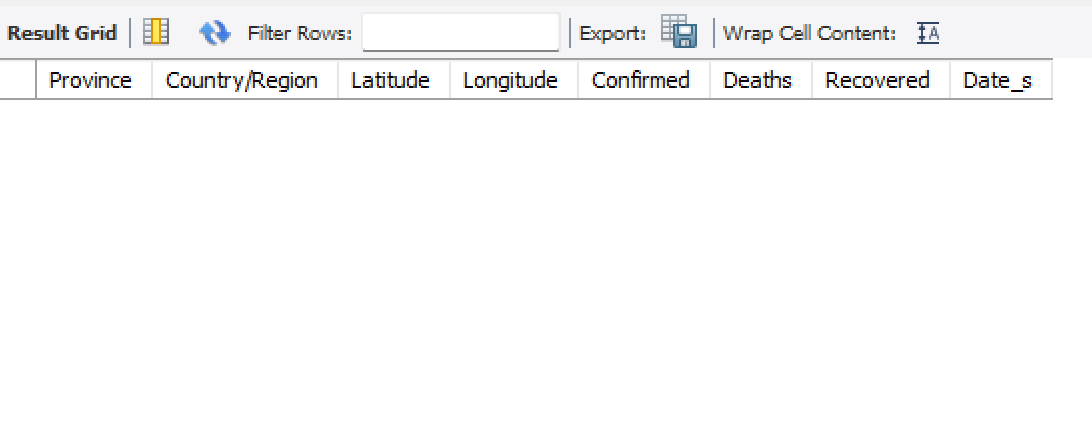 Result Grid Filter Rows: Export: Wrap Cell Content: A
Province Country/Region Latitude Longitude Confirmed Deaths Recovered Date_s